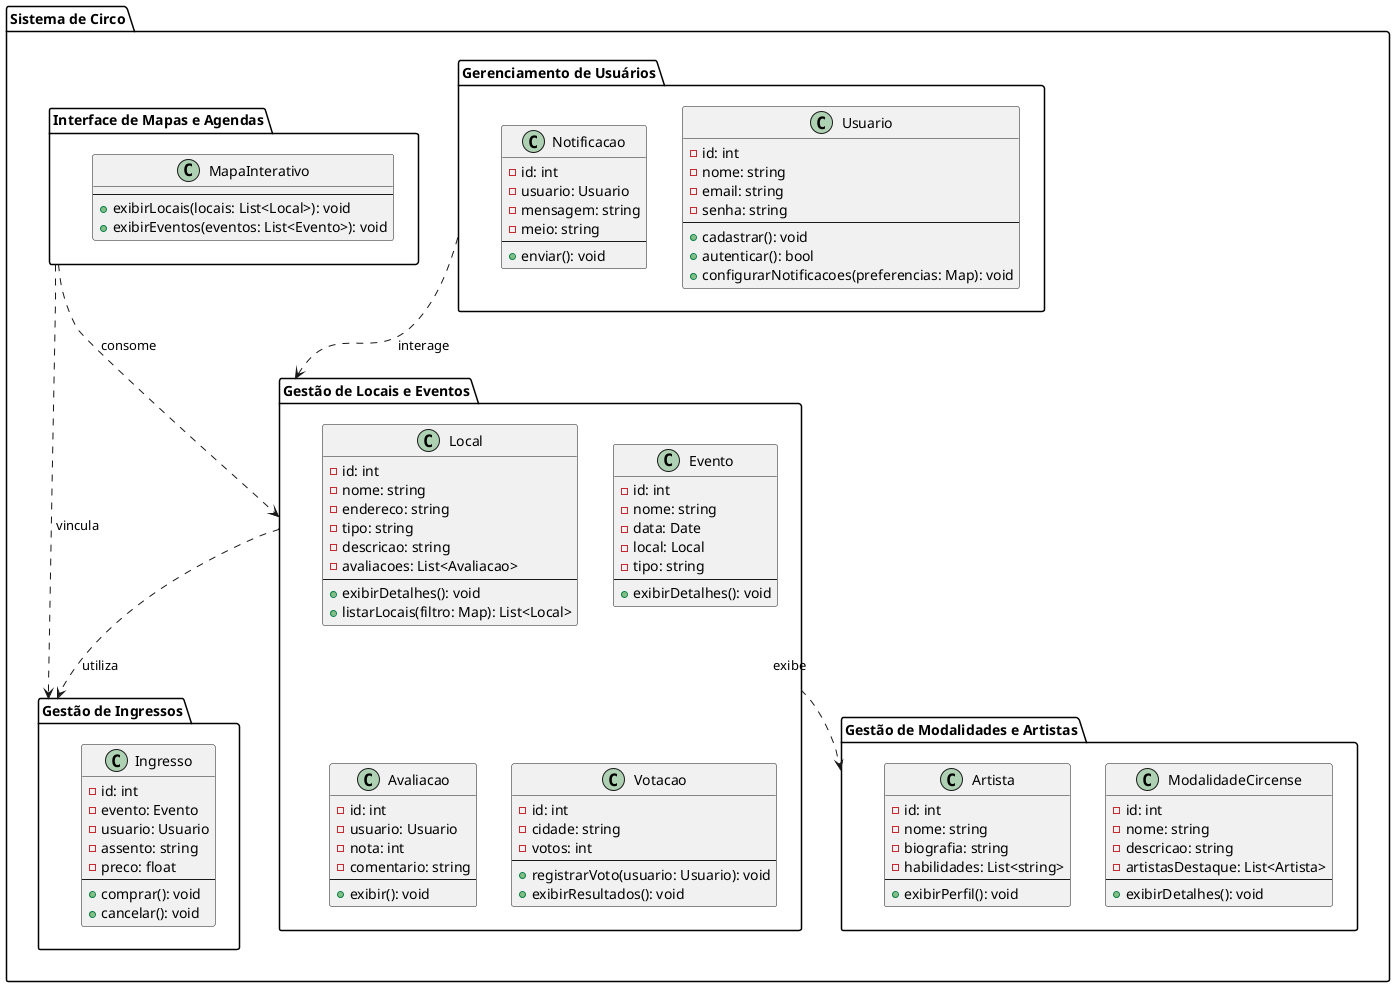 Sistema de Circo
Gerenciamento de Usuários
Notificacao
id: int
usuario: Usuario
mensagem: string
meio: string
enviar(): void
Usuario
id: int
nome: string
email: string
senha: string
cadastrar(): void
autenticar(): bool
configurarNotificacoes(preferencias: Map): void
Interface de Mapas e Agendas
MapaInterativo
exibirLocais(locais: List<Local>): void
exibirEventos(eventos: List<Evento>): void
consome
interage
vincula
utiliza
exibe
Gestão de Locais e Eventos
Local
id: int
nome: string
endereco: string
tipo: string
descricao: string
avaliacoes: List<Avaliacao>
exibirDetalhes(): void
listarLocais(filtro: Map): List<Local>
Evento
id: int
nome: string
data: Date
local: Local
tipo: string
exibirDetalhes(): void
Avaliacao
id: int
usuario: Usuario
nota: int
comentario: string
exibir(): void
Votacao
id: int
cidade: string
votos: int
registrarVoto(usuario: Usuario): void
exibirResultados(): void
Gestão de Ingressos
Ingresso
id: int
evento: Evento
usuario: Usuario
assento: string
preco: float
comprar(): void
cancelar(): void
Gestão de Modalidades e Artistas
Artista
id: int
nome: string
biografia: string
habilidades: List<string>
exibirPerfil(): void
ModalidadeCircense
id: int
nome: string
descricao: string
artistasDestaque: List<Artista>
exibirDetalhes(): void